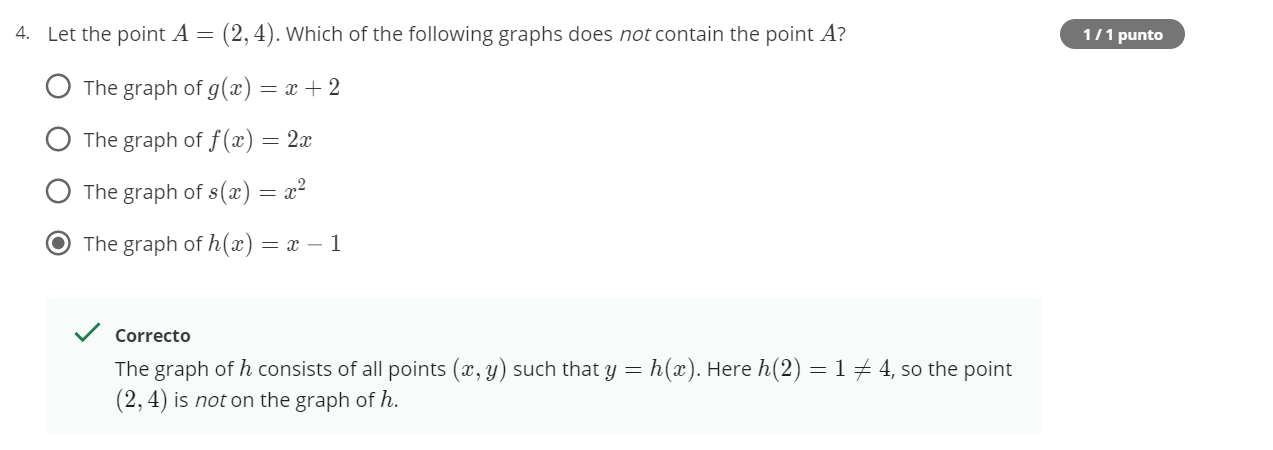 4. Let the point A = (2, 4). Which of the following graphs does not contain the point A?
1 / 1 punto
The graph of g(x) = x + 2
The graph of f(x) = 2x
The graph of s(x) = x²
The graph of h(x) = x − 1
Correcto
The graph of h consists of all points (x, y) such that y = h(x). Here h(2) = 1 ≠ 4, so the point
(2, 4) is not on the graph of h.